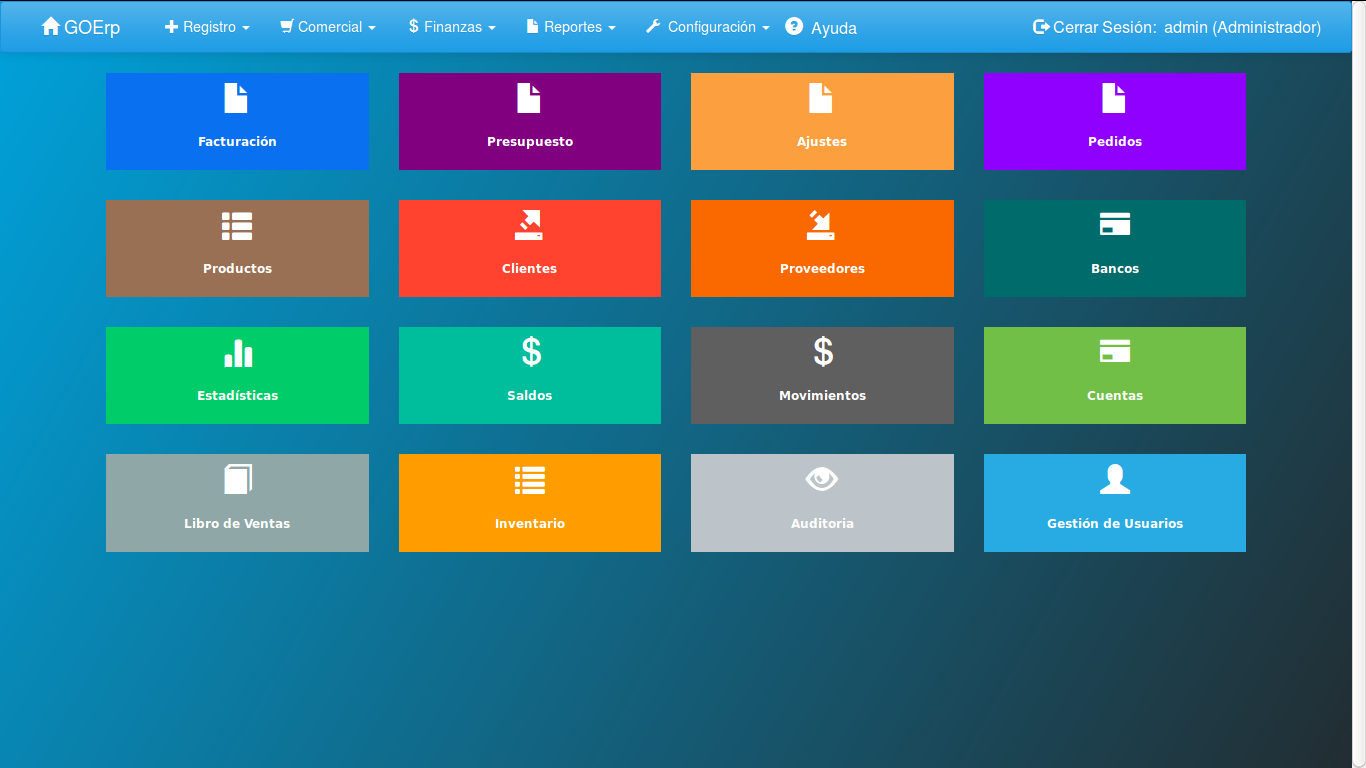 GOErp Registro Comercial $ Finanzas Reportes Configuración Ayuda Cerrar Sesión: admin (Administrador)
Facturación Presupuesto Ajustes Pedidos
Productos Clientes Proveedores Bancos
$ $
Estadísticas Saldos Movimientos Cuentas
Libro de Ventas Inventario Auditoria Gestión de Usuarios